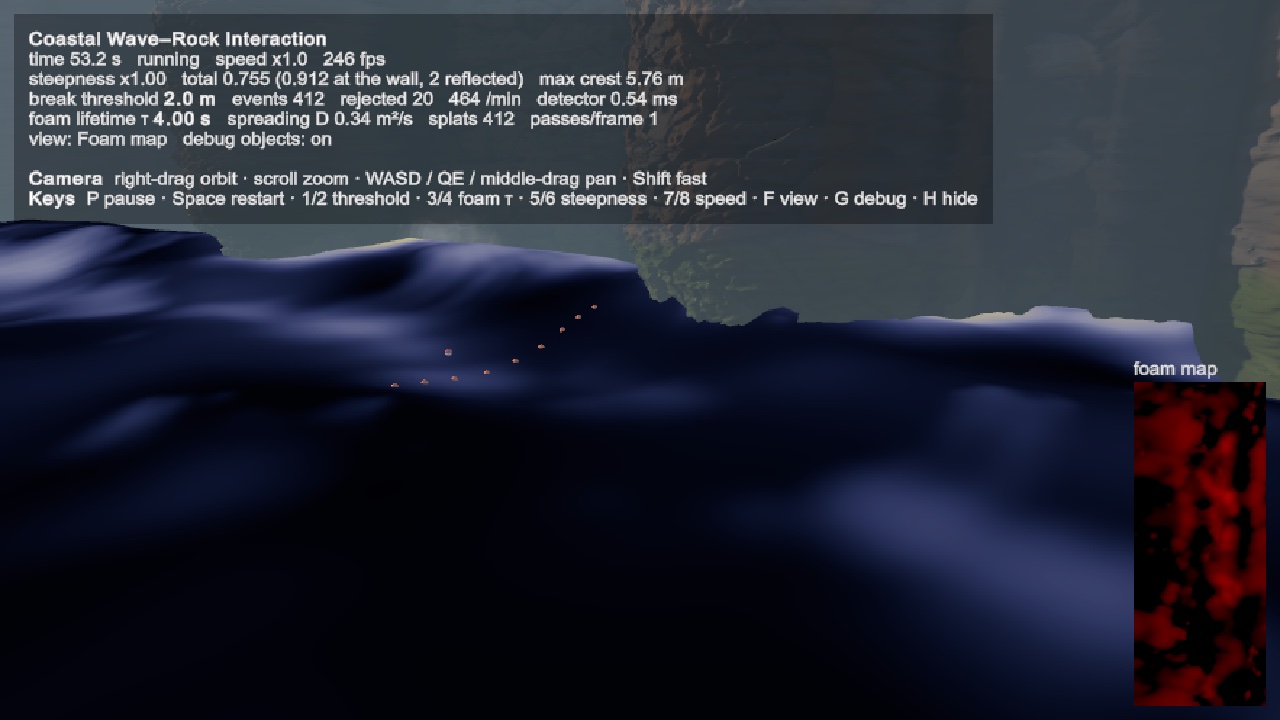 Coastal Wave–Rock Interaction
time 53.2 s   running   speed x1.0   246 fps
steepness x1.00   total 0.755 (0.912 at the wall, 2 reflected)   max crest 5.76 m
break threshold 2.0 m   events 412   rejected 20   464 /min   detector 0.54 ms
foam lifetime τ 4.00 s   spreading D 0.34 m²/s   splats 412   passes/frame 1
view: Foam map   debug objects: on
Camera  right-drag orbit · scroll zoom · WASD / QE / middle-drag pan · Shift fast
Keys  P pause · Space restart · 1/2 threshold · 3/4 foam τ · 5/6 steepness · 7/8 speed · F view · G debug · H hide
foam map